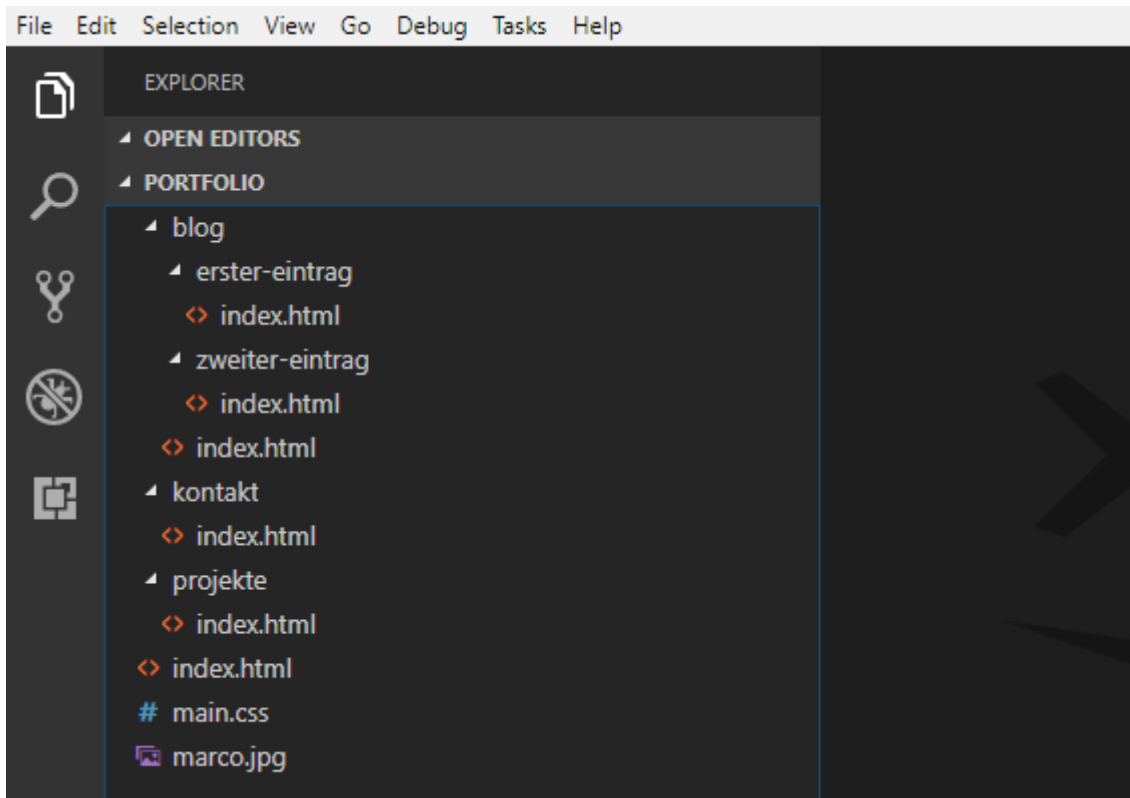 File Edit Selection View Go Debug Tasks Help
EXPLORER
OPEN EDITORS
PORTFOLIO
blog
erster-eintrag
<> index.html
zweiter-eintrag
<> index.html
<> index.html
kontakt
<> index.html
projekte
<> index.html
<> index.html
# main.css
marco.jpg